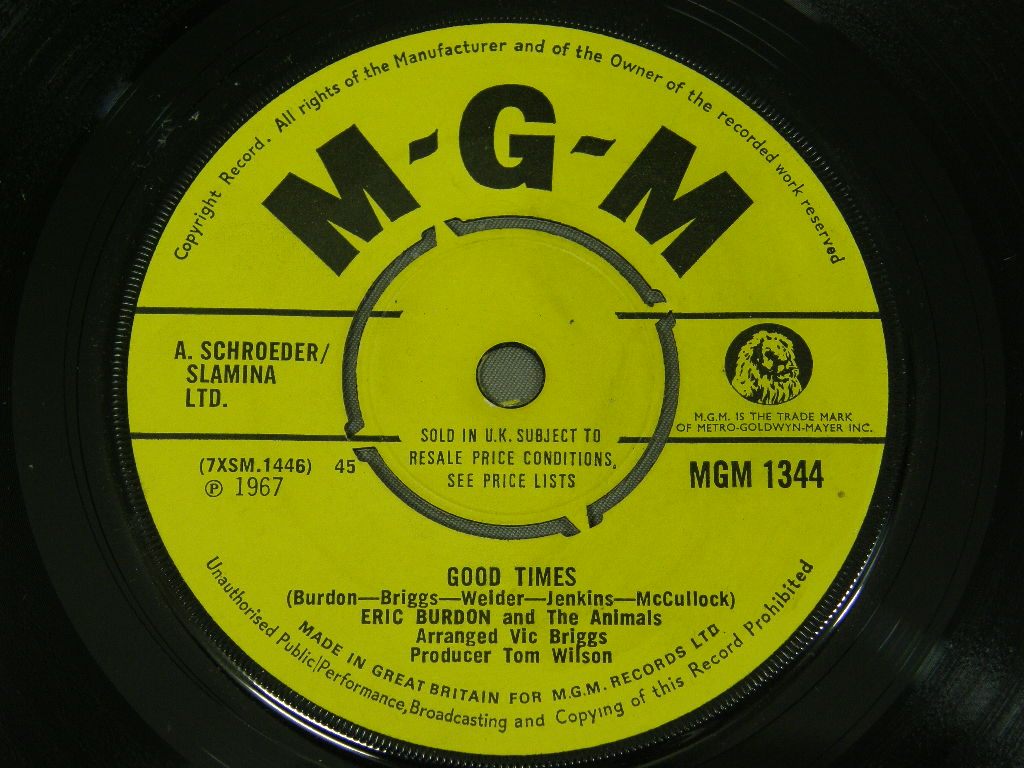 Copyright Record. All rights of the Manufacturer and of the Owner of the recorded work reserved
M-G-M
A. SCHROEDER/
SLAMINA
LTD.
M.G.M. IS THE TRADE MARK
OF METRO-GOLDWYN-MAYER INC.
SOLD IN U.K. SUBJECT TO
RESALE PRICE CONDITIONS,
SEE PRICE LISTS
(7XSM.1446) 45
℗ 1967
MGM 1344
GOOD TIMES
(Burdon—Briggs—Welder—Jenkins—McCullock)
ERIC BURDON and The Animals
Arranged Vic Briggs
Producer Tom Wilson
MADE IN GREAT BRITAIN FOR M.G.M. RECORDS LTD
Unauthorised Public/Performance, Broadcasting and Copying of this Record Prohibited